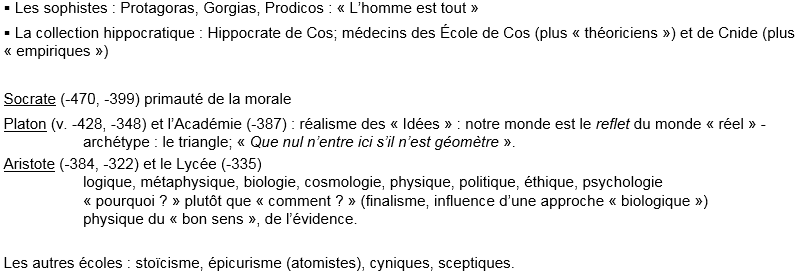 ▪ Les sophistes : Protagoras, Gorgias, Prodicos : « L'homme est tout »
▪ La collection hippocratique : Hippocrate de Cos; médecins des École de Cos (plus « théoriciens ») et de Cnide (plus
« empiriques »)
Socrate (-470, -399) primauté de la morale
Platon (v. -428, -348) et l'Académie (-387) : réalisme des « Idées » : notre monde est le reflet du monde « réel » -
archétype : le triangle; « Que nul n'entre ici s'il n'est géomètre ».
Aristote (-384, -322) et le Lycée (-335)
logique, métaphysique, biologie, cosmologie, physique, politique, éthique, psychologie
« pourquoi ? » plutôt que « comment ? » (finalisme, influence d'une approche « biologique »)
physique du « bon sens », de l'évidence.
Les autres écoles : stoïcisme, épicurisme (atomistes), cyniques, sceptiques.